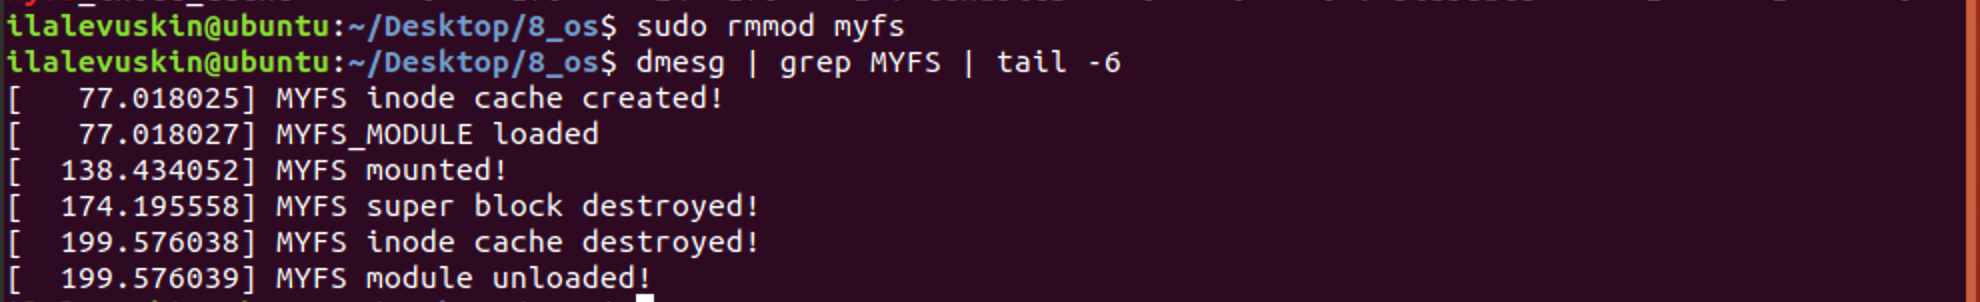 ilalevuskin@ubuntu:~/Desktop/8_os$ sudo rmmod myfs
ilalevuskin@ubuntu:~/Desktop/8_os$ dmesg | grep MYFS | tail -6
[   77.018025] MYFS inode cache created!
[   77.018027] MYFS_MODULE loaded
[  138.434052] MYFS mounted!
[  174.195558] MYFS super block destroyed!
[  199.576038] MYFS inode cache destroyed!
[  199.576039] MYFS module unloaded!